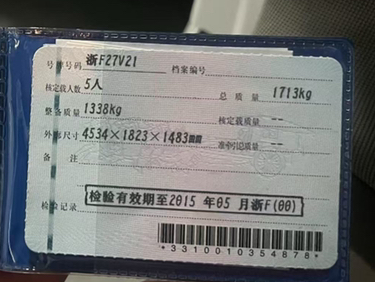 号牌号码 浙F27V21 档案编号
核定载人数 5人 总质量 1713kg
整备质量 1338kg 核定载质量 --
外廓尺寸 4534×1823×1483mm 准牵引总质量 --
备注
检验记录 检验有效期至2015年05月浙F(00)
*3310010354878*